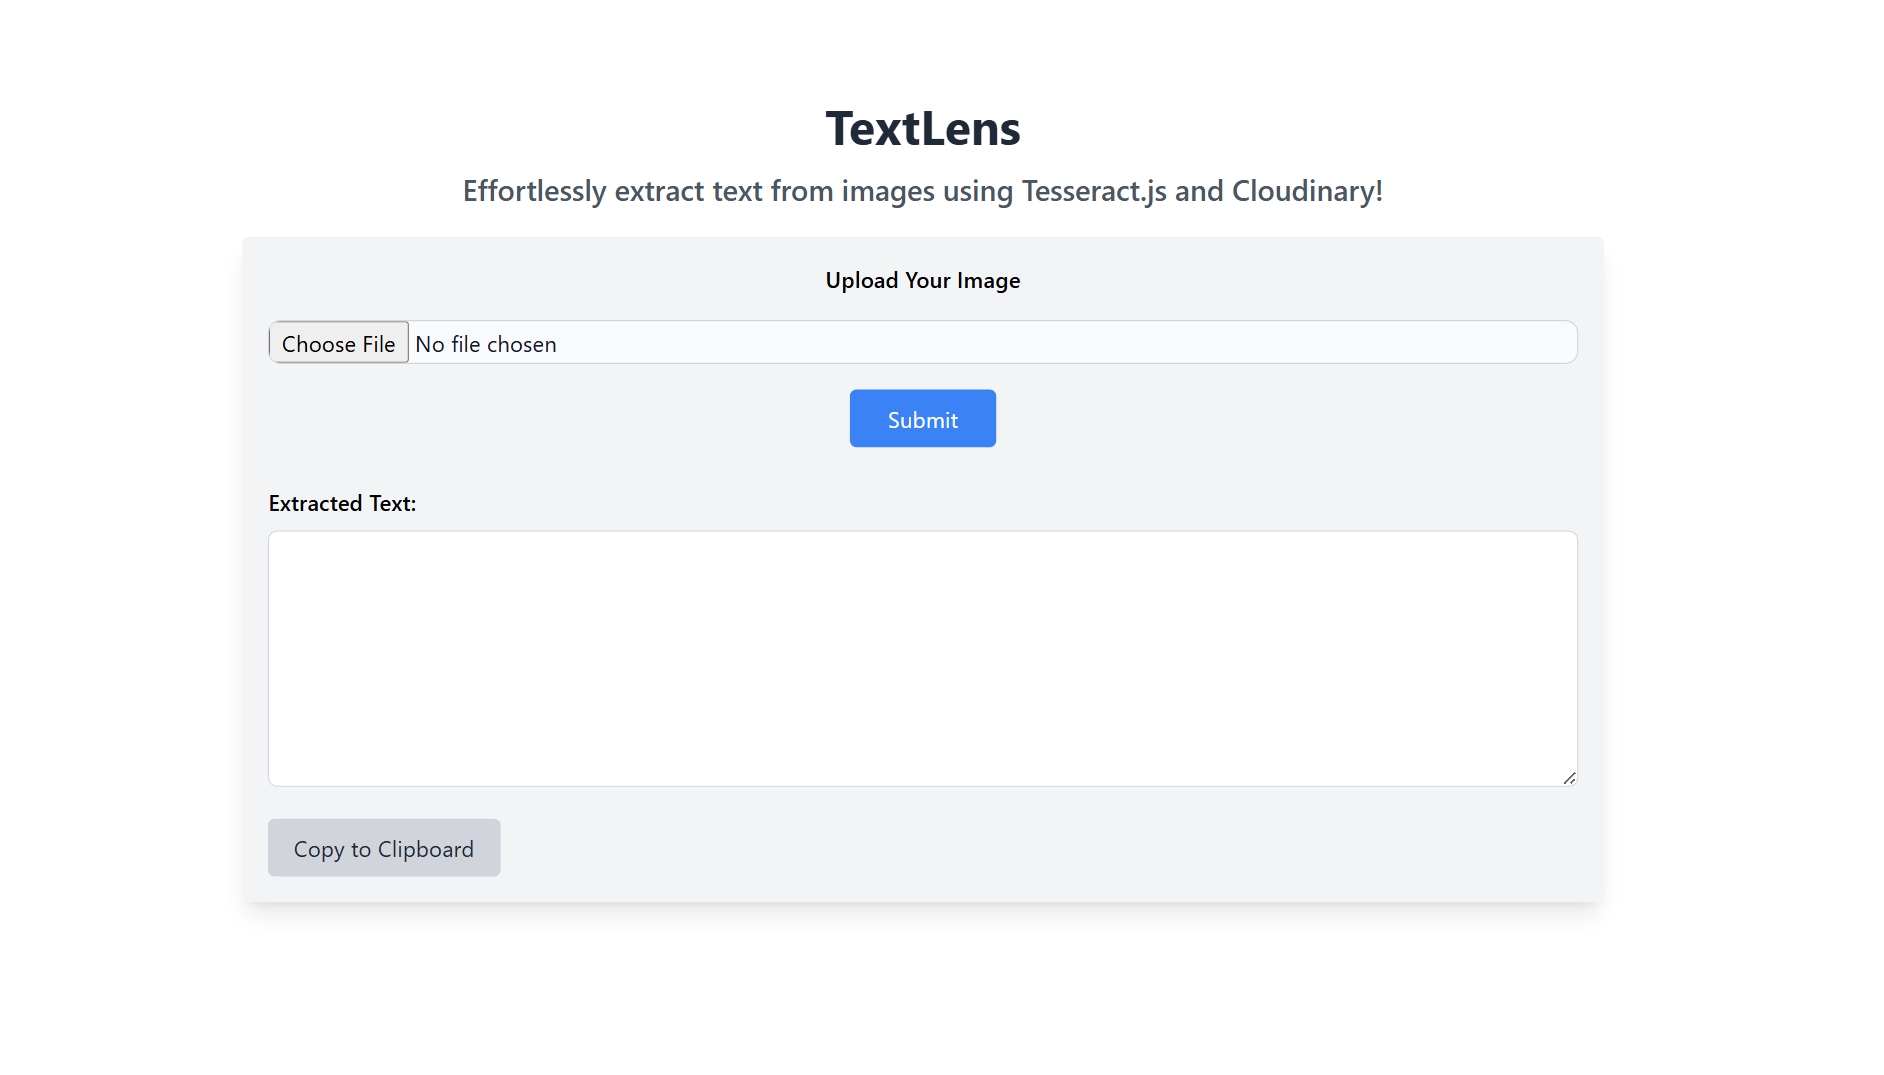 TextLens
Effortlessly extract text from images using Tesseract.js and Cloudinary!
Upload Your Image
Choose File No file chosen
Submit
Extracted Text:
Copy to Clipboard